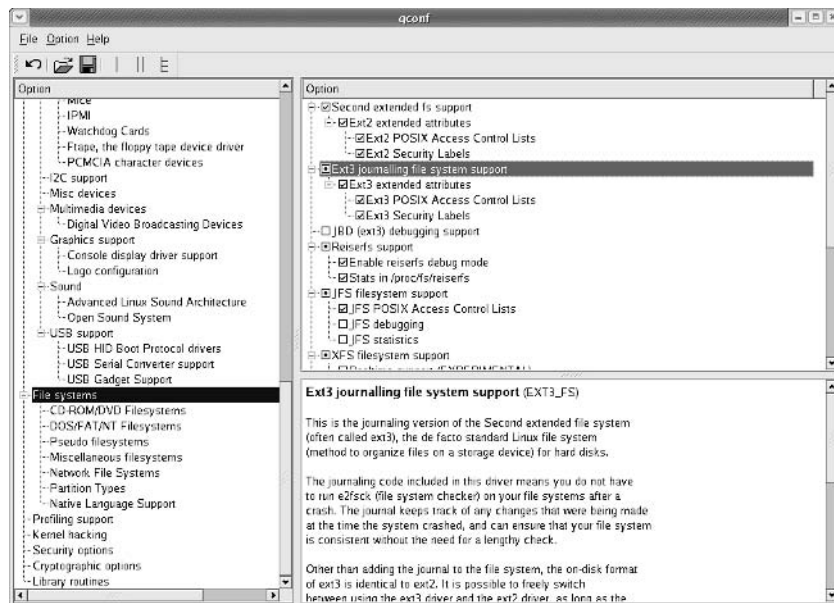 qconf
File Option Help
Option
Mice
IPMI
Watchdog Cards
Ftape, the floppy tape device driver
PCMCIA character devices
I2C support
Misc devices
Multimedia devices
Digital Video Broadcasting Devices
Graphics support
Console display driver support
Logo configuration
Sound
Advanced Linux Sound Architecture
Open Sound System
USB support
USB HID Boot Protocol drivers
USB Serial Converter support
USB Gadget Support
File systems
CD-ROM/DVD Filesystems
DOS/FAT/NT Filesystems
Pseudo filesystems
Miscellaneous filesystems
Network File Systems
Partition Types
Native Language Support
Profiling support
Kernel hacking
Security options
Cryptographic options
Library routines
Option
Second extended fs support
Ext2 extended attributes
Ext2 POSIX Access Control Lists
Ext2 Security Labels
Ext3 journalling file system support
Ext3 extended attributes
Ext3 POSIX Access Control Lists
Ext3 Security Labels
JBD (ext3) debugging support
Reiserfs support
Enable reiserfs debug mode
Stats in /proc/fs/reiserfs
JFS filesystem support
JFS POSIX Access Control Lists
JFS debugging
JFS statistics
XFS filesystem support
Realtime support (EXPERIMENTAL)
Ext3 journalling file system support (EXT3_FS)
This is the journaling version of the Second extended file system
(often called ext3), the de facto standard Linux file system
(method to organize files on a storage device) for hard disks.
The journaling code included in this driver means you do not have
to run e2fsck (file system checker) on your file systems after a
crash. The journal keeps track of any changes that were being made
at the time the system crashed, and can ensure that your file system
is consistent without the need for a lengthy check.
Other than adding the journal to the file system, the on-disk format
of ext3 is identical to ext2. It is possible to freely switch
between using the ext3 driver and the ext2 driver, as long as the